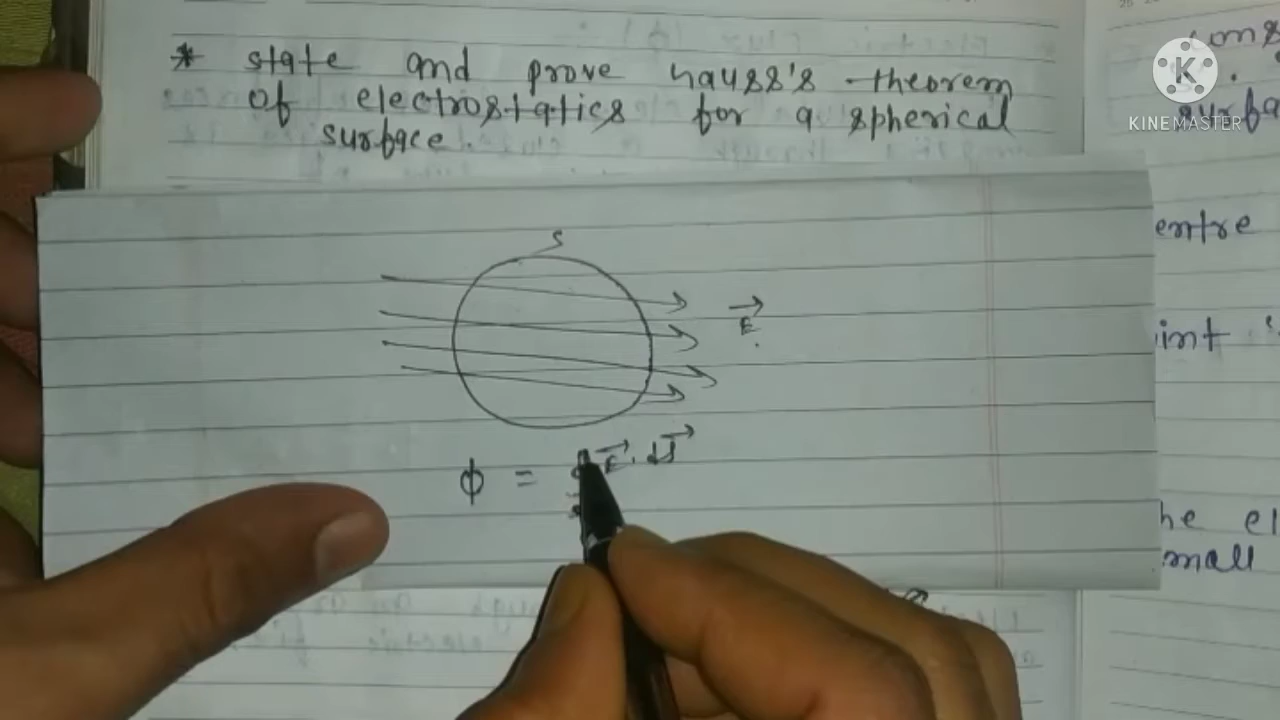 * state and prove Gauss's theorem
of electrostatics for a spherical
surface.
KINEMASTER
S
E
entre
int
ϕ = ∮ E . dS
he el
mall